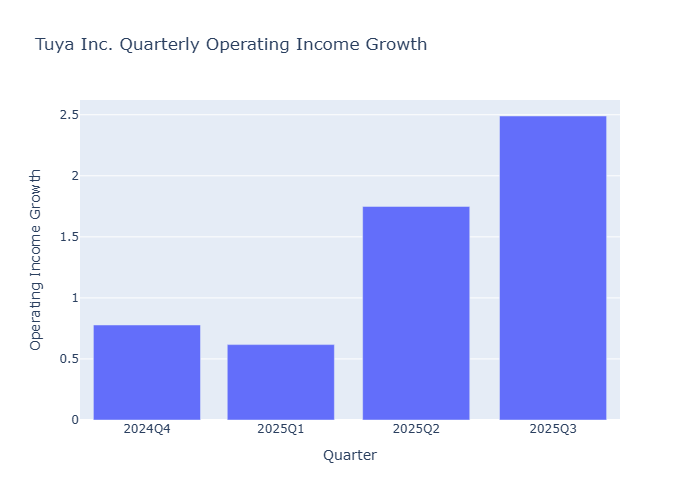 Tuya Inc. Quarterly Operating Income Growth
2.5
2
1.5
1
0.5
0
Operating Income Growth
2024Q4
2025Q1
2025Q2
2025Q3
Quarter